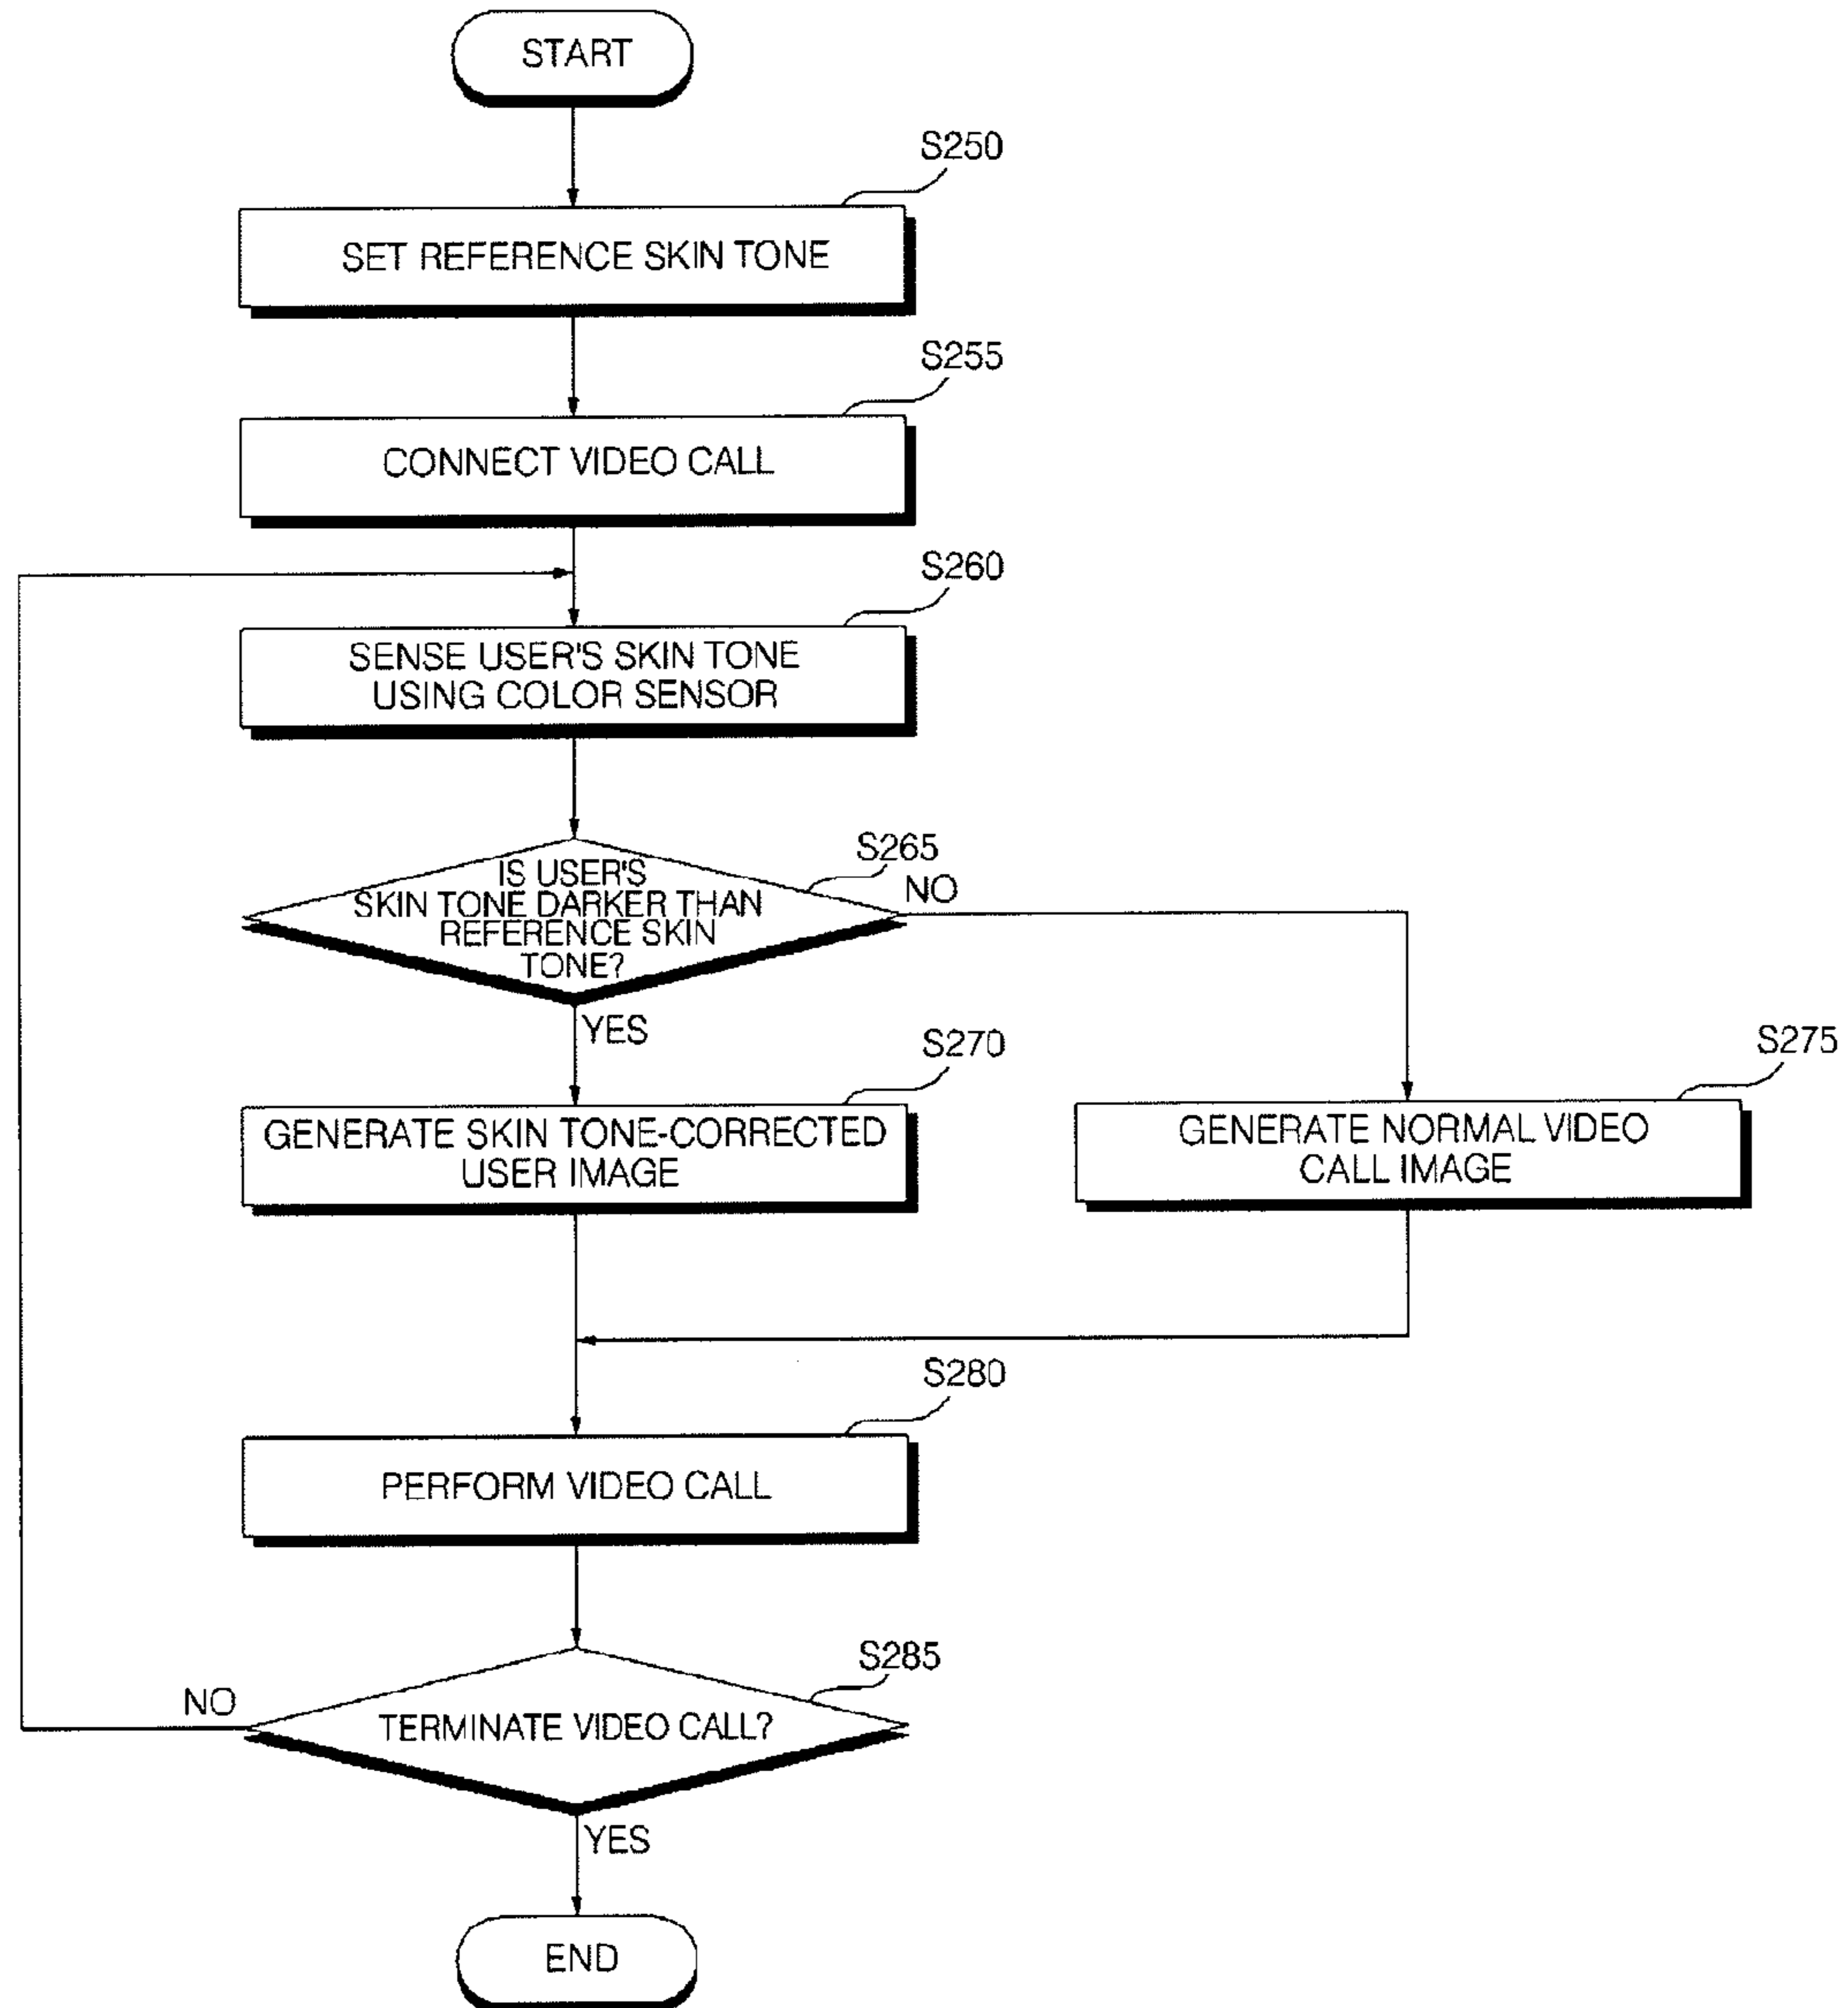 START
S250
SET REFERENCE SKIN TONE
S255
CONNECT VIDEO CALL
S260
SENSE USER'S SKIN TONE
USING COLOR SENSOR
S265
IS USER'S
SKIN TONE DARKER THAN
REFERENCE SKIN
TONE?
NO
YES
S270
GENERATE SKIN TONE-CORRECTED
USER IMAGE
S275
GENERATE NORMAL VIDEO
CALL IMAGE
S280
PERFORM VIDEO CALL
S285
NO
TERMINATE VIDEO CALL?
YES
END